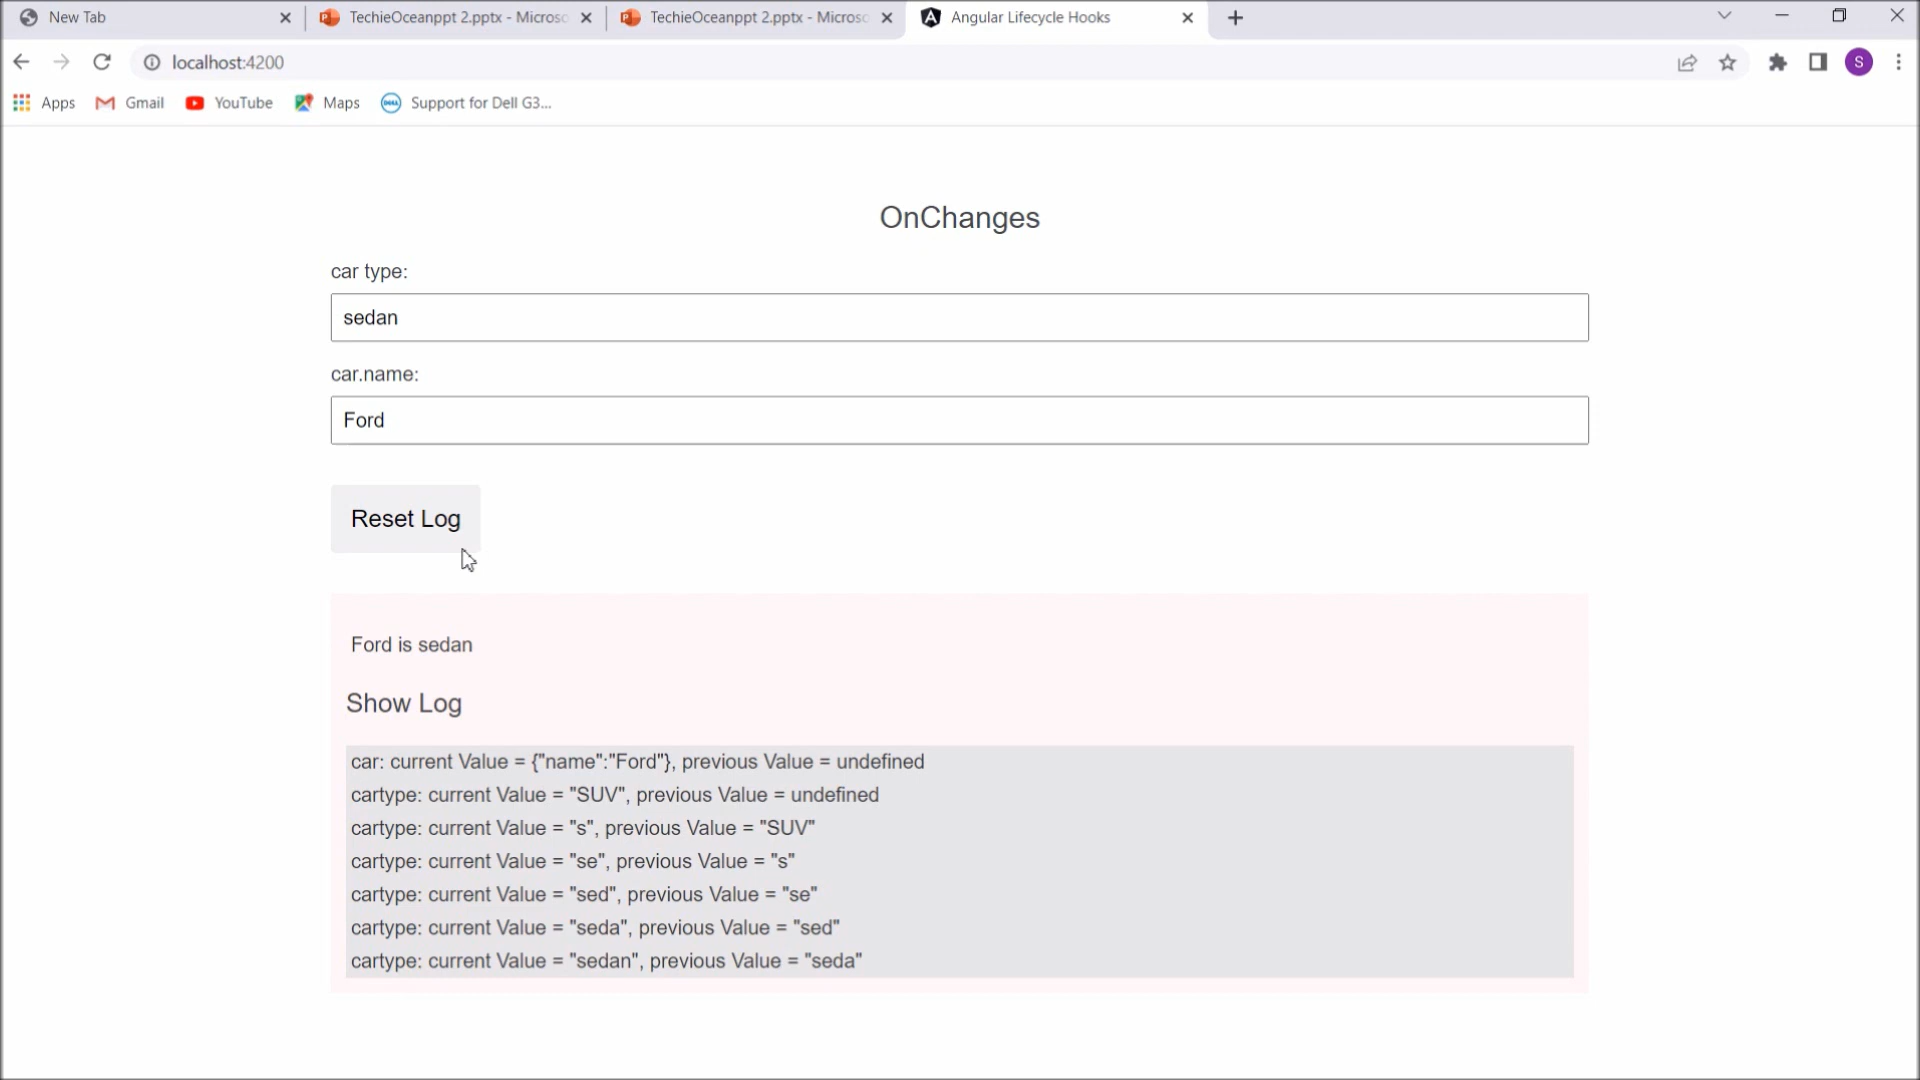 New Tab
TechieOceanppt 2.pptx - Microso
TechieOceanppt 2.pptx - Microso
Angular Lifecycle Hooks
localhost:4200
S
Apps
Gmail
YouTube
Maps
Support for Dell G3...
OnChanges
car type:
sedan
car.name:
Ford
Reset Log
Ford is sedan
Show Log
car: current Value = {"name":"Ford"}, previous Value = undefined
cartype: current Value = "SUV", previous Value = undefined
cartype: current Value = "s", previous Value = "SUV"
cartype: current Value = "se", previous Value = "s"
cartype: current Value = "sed", previous Value = "se"
cartype: current Value = "seda", previous Value = "sed"
cartype: current Value = "sedan", previous Value = "seda"